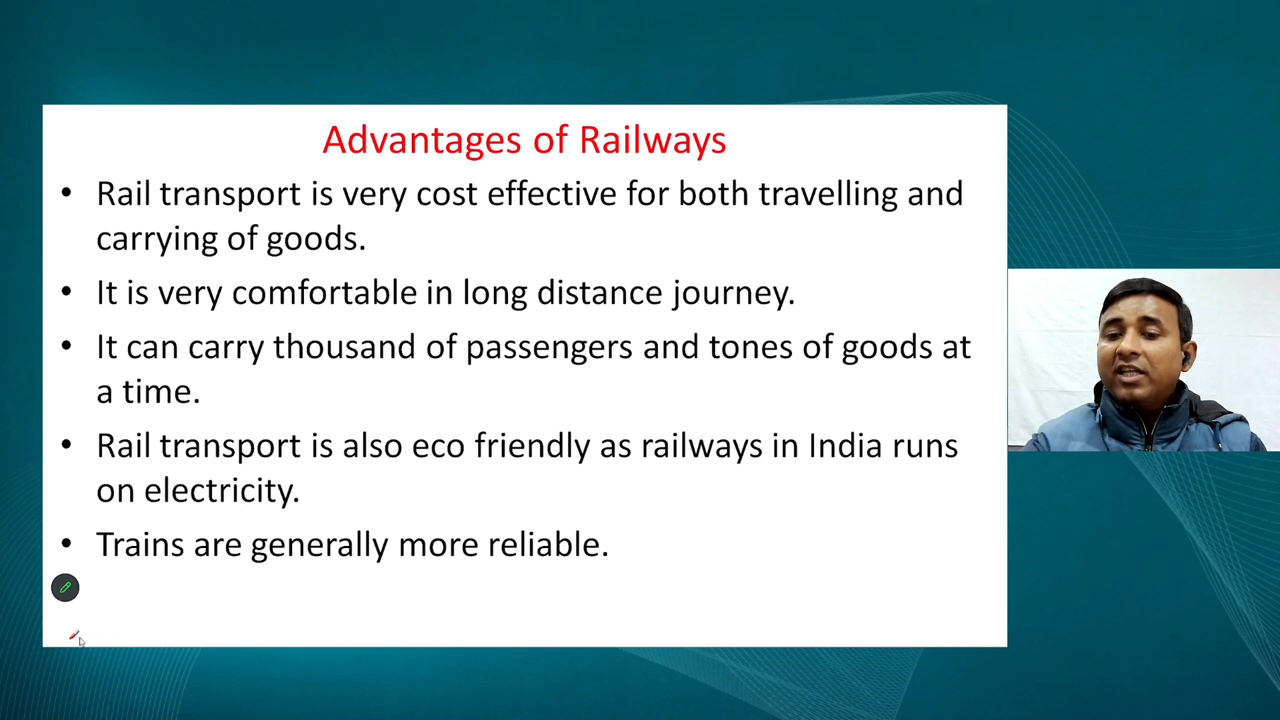 Advantages of Railways
• Rail transport is very cost effective for both travelling and
carrying of goods.
• It is very comfortable in long distance journey.
• It can carry thousand of passengers and tones of goods at
a time.
• Rail transport is also eco friendly as railways in India runs
on electricity.
• Trains are generally more reliable.